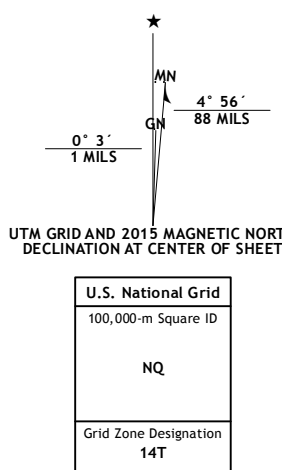 MN
4° 56´
88 MILS
GN
0° 3´
1 MILS
UTM GRID AND 2015 MAGNETIC NORT
DECLINATION AT CENTER OF SHEET
U.S. National Grid
100,000-m Square ID
NQ
Grid Zone Designation
14T